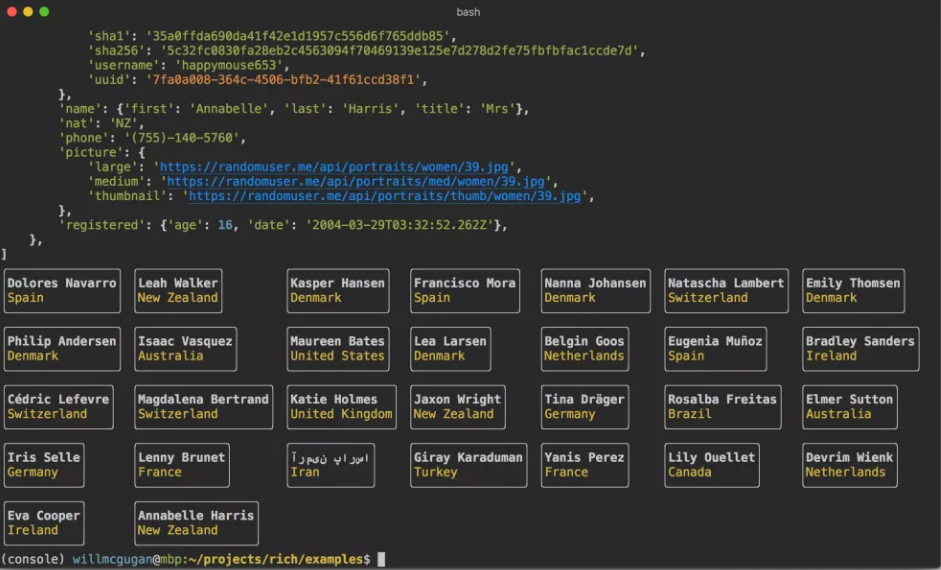 bash
'sha1': '35a0ffda690da41f42e1d1957c556d6f765ddb85',
'sha256': '5c32fc0830fa28eb2c4563094f70469139e125e7d278d2fe75fbfbfac1ccde7d',
'username': 'happymouse653',
'uuid': '7fa0a008-364c-4506-bfb2-41f61ccd38f1',
},
'name': {'first': 'Annabelle', 'last': 'Harris', 'title': 'Mrs'},
'nat': 'NZ',
'phone': '(755)-140-5760',
'picture': {
'large': 'https://randomuser.me/api/portraits/women/39.jpg',
'medium': 'https://randomuser.me/api/portraits/med/women/39.jpg',
'thumbnail': 'https://randomuser.me/api/portraits/thumb/women/39.jpg',
},
'registered': {'age': 16, 'date': '2004-03-29T03:32:52.262Z'},
},
]
Dolores Navarro Leah Walker Kasper Hansen Francisco Mora Nanna Johansen Natascha Lambert Emily Thomsen
Spain New Zealand Denmark Spain Denmark Switzerland Denmark
Philip Andersen Isaac Vasquez Maureen Bates Lea Larsen Belgin Goos Eugenia Muñoz Bradley Sanders
Denmark Australia United States Denmark Netherlands Spain Ireland
Cédric Lefevre Magdalena Bertrand Katie Holmes Jaxon Wright Tina Dräger Rosalba Freitas Elmer Sutton
Switzerland Switzerland United Kingdom New Zealand Germany Brazil Australia
Iris Selle Lenny Brunet آرمین پارسا Giray Karaduman Yanis Perez Lily Ouellet Devrim Wienk
Germany France Iran Turkey France Canada Netherlands
Eva Cooper Annabelle Harris
Ireland New Zealand
(console) willmcgugan@mbp:~/projects/rich/examples$